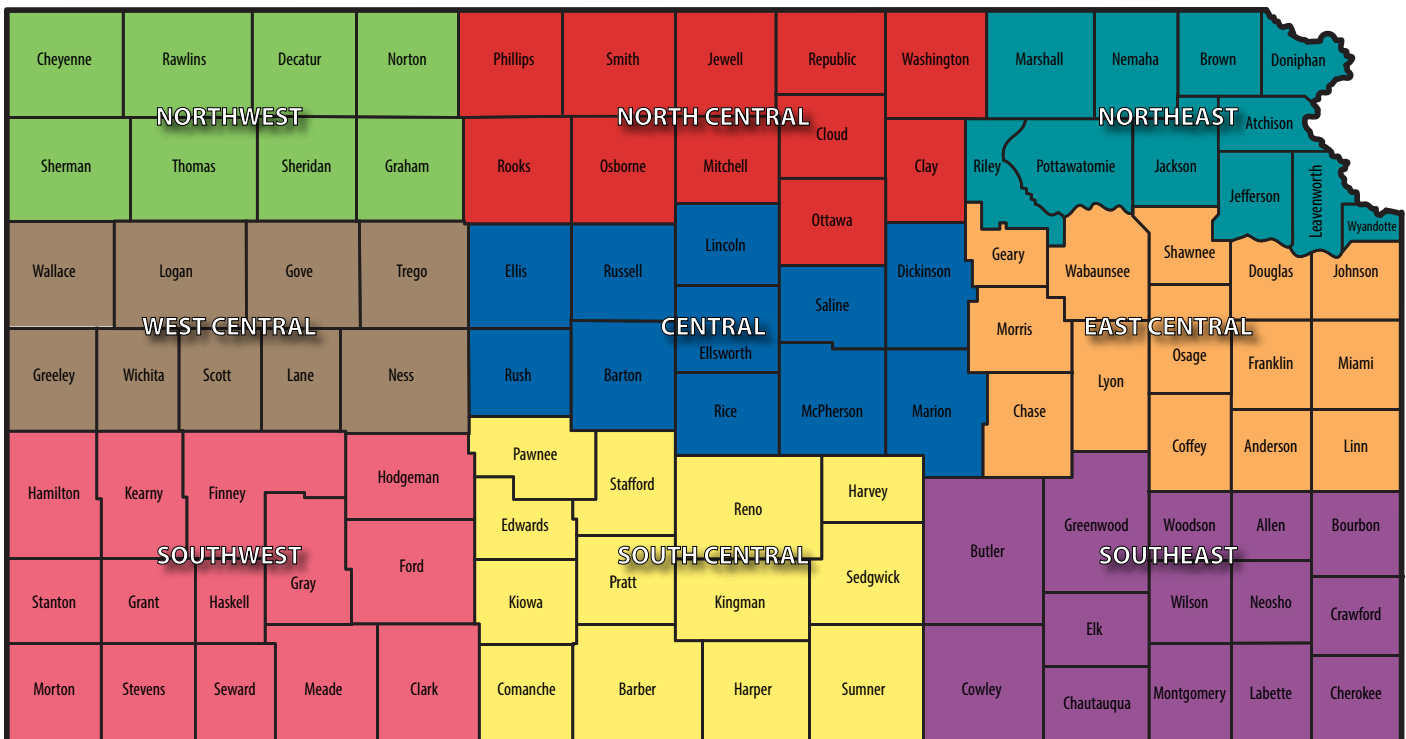 Cheyenne Rawlins Decatur Norton Phillips Smith Jewell Republic Washington Marshall Nemaha Brown Doniphan
NORTHWEST NORTH CENTRAL NORTHEAST
Atchison
Cloud
Sherman Thomas Sheridan Graham Rooks Osborne Mitchell Clay Riley Pottawatomie Jackson
Jefferson Leavenworth
Ottawa Wyandotte
Lincoln Geary Shawnee
Wallace Logan Gove Trego Ellis Russell Dickinson Wabaunsee Douglas Johnson
Saline
WEST CENTRAL CENTRAL Morris EAST CENTRAL
Ellsworth Osage
Greeley Wichita Scott Lane Ness Rush Barton Lyon Franklin Miami
Rice McPherson Marion Chase
Pawnee Coffey Anderson Linn
Hamilton Kearny Finney Hodgeman Stafford Harvey
Reno
Edwards Greenwood Woodson Allen Bourbon
SOUTHWEST SOUTH CENTRAL Butler SOUTHEAST
Ford
Gray Pratt Sedgwick
Stanton Grant Haskell Kiowa Kingman Wilson Neosho Crawford
Elk
Morton Stevens Seward Meade Clark Comanche Barber Harper Sumner Cowley Montgomery Labette Cherokee
Chautauqua